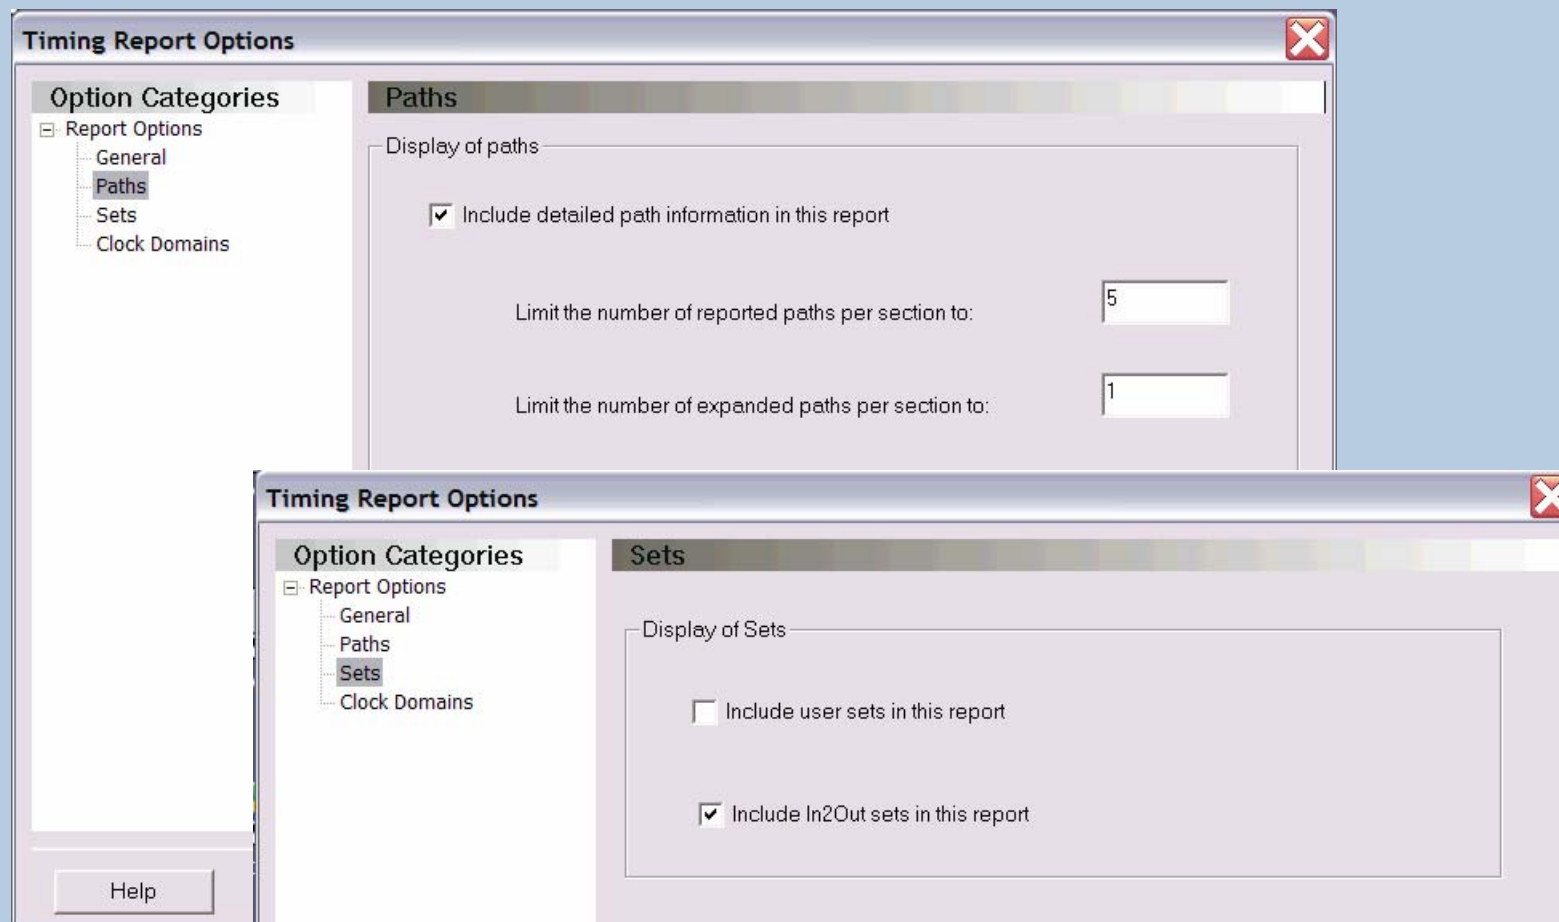 Timing Report Options
Option Categories
Report Options
General
Paths
Sets
Clock Domains
Paths
Display of paths
Include detailed path information in this report
Limit the number of reported paths per section to:
5
Limit the number of expanded paths per section to:
1
Help
Timing Report Options
Option Categories
Report Options
General
Paths
Sets
Clock Domains
Sets
Display of Sets
Include user sets in this report
Include In2Out sets in this report